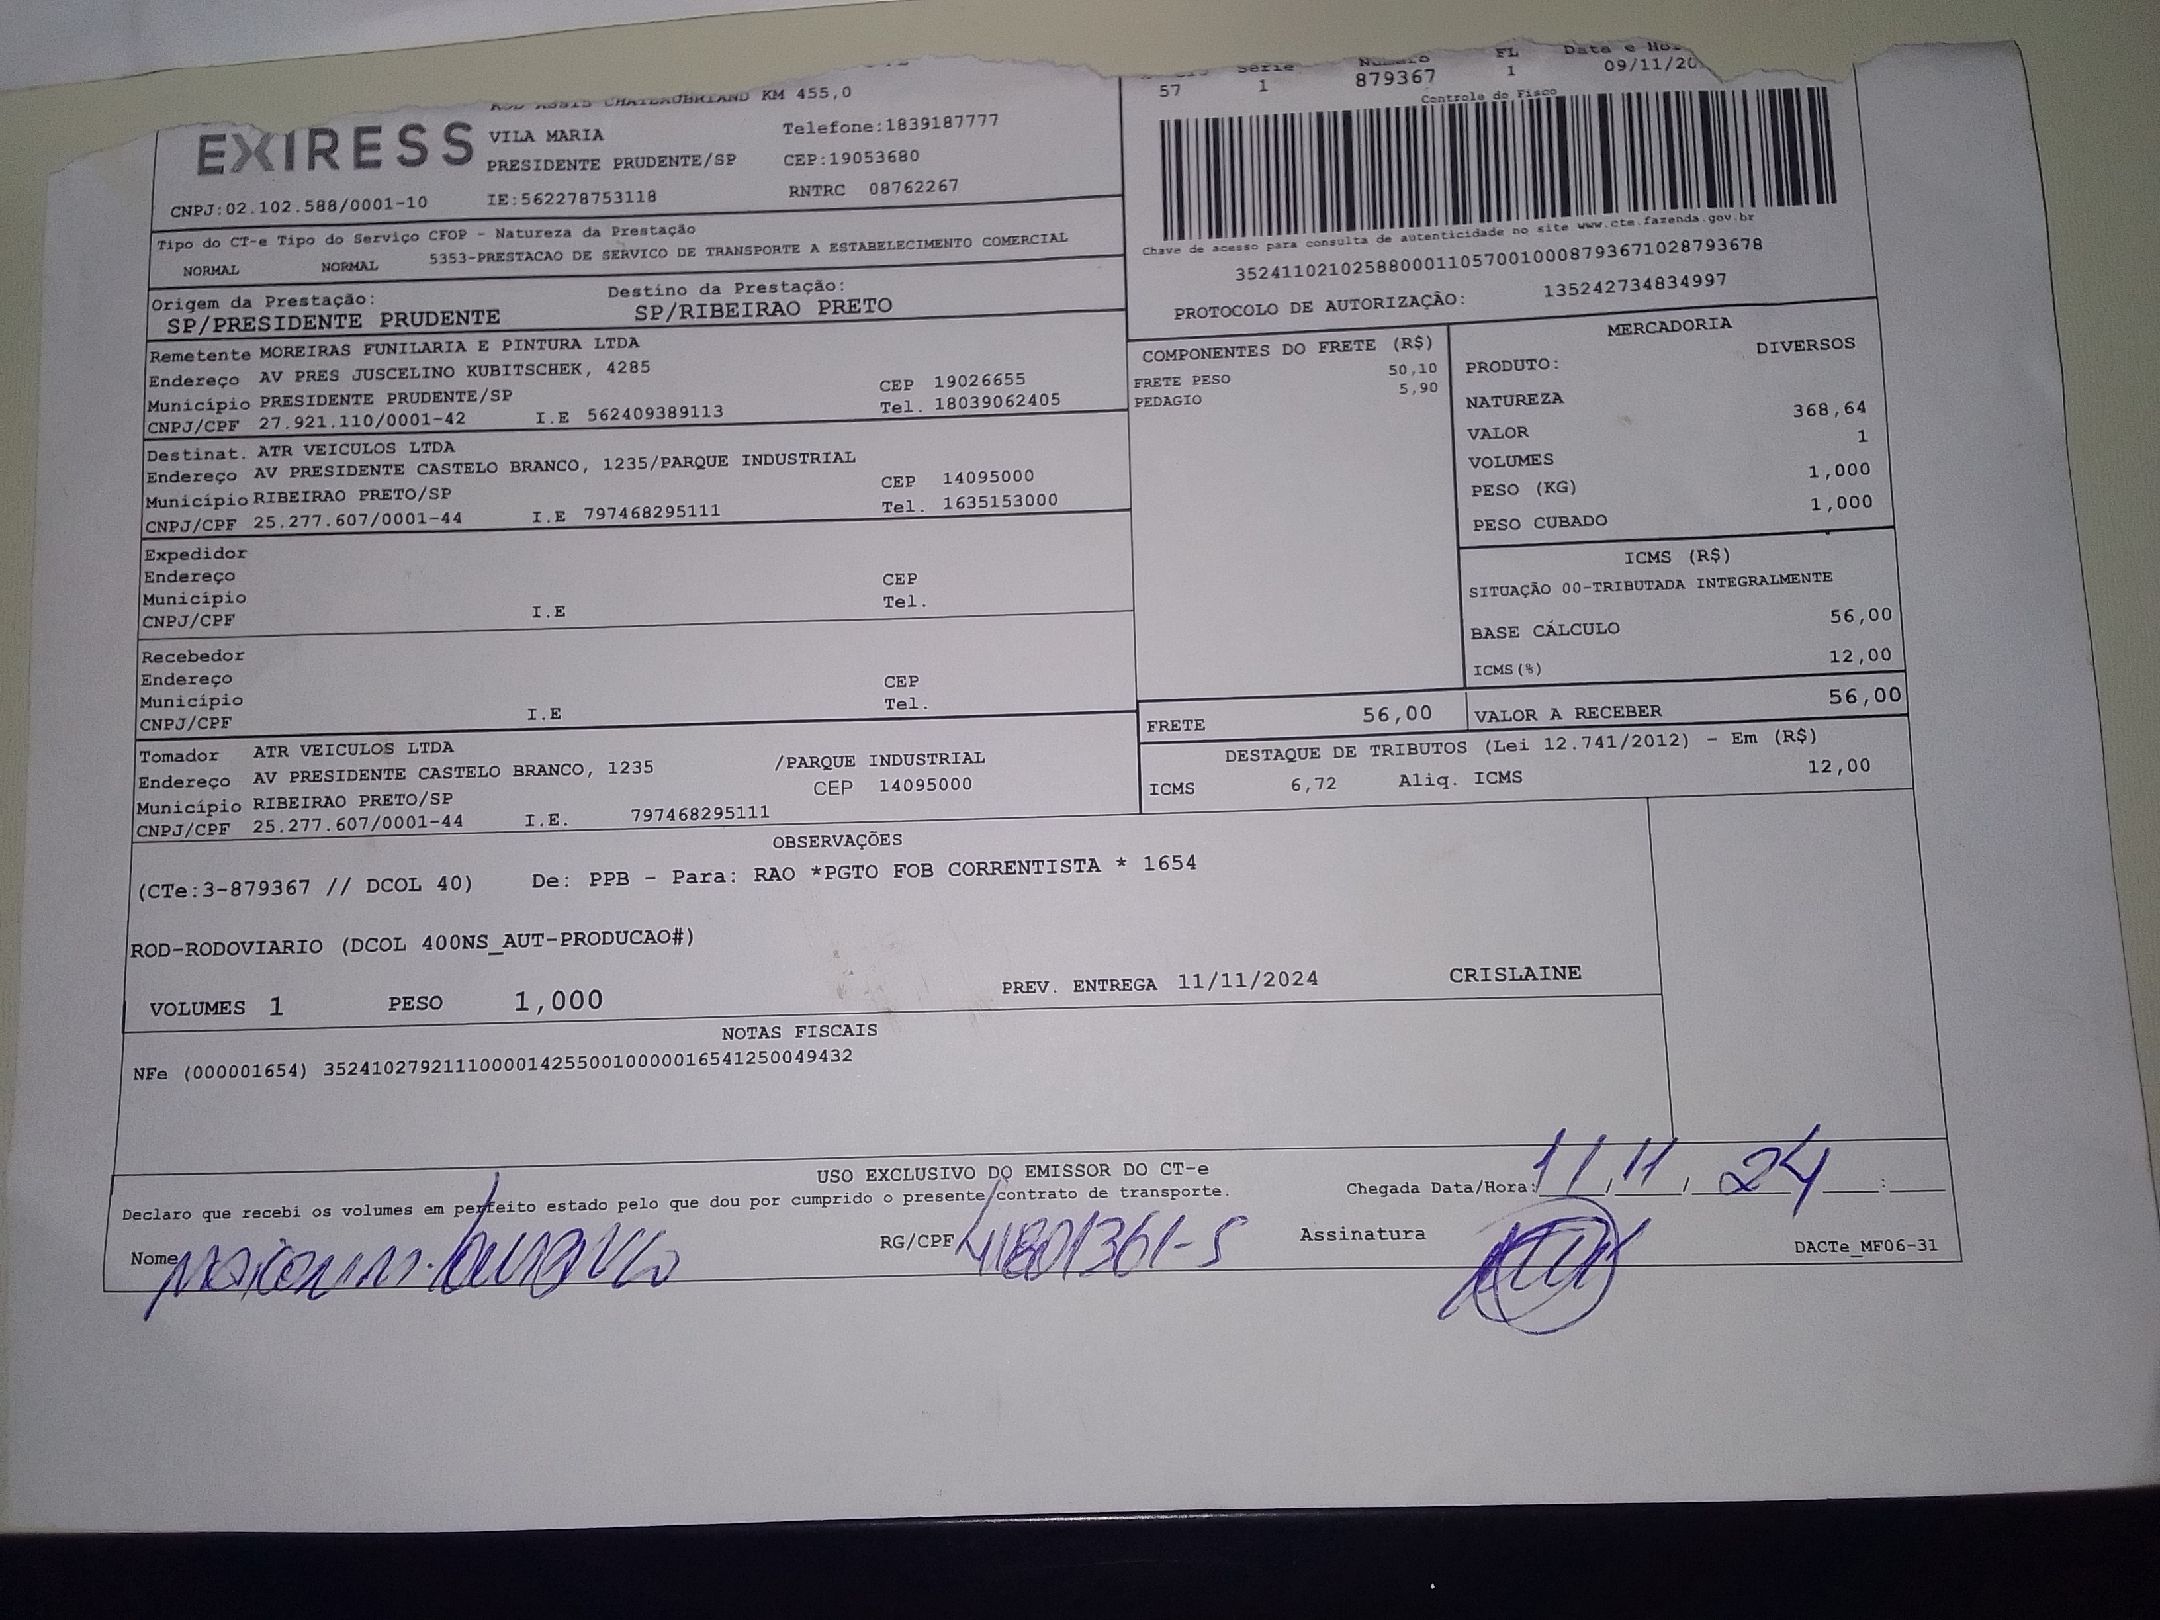 ROD ASSIS CHATEAUBRIAND KM 455,0
EXIRESS
VILA MARIA Telefone:1839187777
PRESIDENTE PRUDENTE/SP CEP:19053680
CNPJ:02.102.588/0001-10 IE:562278753118 RNTRC 08762267
Serie Número FL Data e
57 1 879367 1 09/11/20
Controle do Fisco
Chave de acesso para consulta de autenticidade no site www.cte.fazenda.gov.br
35241102102588000110570010008793671028793678
PROTOCOLO DE AUTORIZAÇÃO: 135242734834997
Tipo do CT-e Tipo do Serviço CFOP - Natureza da Prestação
NORMAL NORMAL 5353-PRESTACAO DE SERVICO DE TRANSPORTE A ESTABELECIMENTO COMERCIAL
Origem da Prestação: Destino da Prestação:
SP/PRESIDENTE PRUDENTE SP/RIBEIRAO PRETO
Remetente MOREIRAS FUNILARIA E PINTURA LTDA
Endereço AV PRES JUSCELINO KUBITSCHEK, 4285
Município PRESIDENTE PRUDENTE/SP CEP 19026655
CNPJ/CPF 27.921.110/0001-42 I.E 562409389113 Tel. 18039062405
Destinat. ATR VEICULOS LTDA
Endereço AV PRESIDENTE CASTELO BRANCO, 1235/PARQUE INDUSTRIAL
Município RIBEIRAO PRETO/SP CEP 14095000
CNPJ/CPF 25.277.607/0001-44 I.E 797468295111 Tel. 1635153000
Expedidor
Endereço
Município CEP
CNPJ/CPF I.E Tel.
Recebedor
Endereço
Município CEP
CNPJ/CPF I.E Tel.
Tomador ATR VEICULOS LTDA
Endereço AV PRESIDENTE CASTELO BRANCO, 1235 /PARQUE INDUSTRIAL
Município RIBEIRAO PRETO/SP CEP 14095000
CNPJ/CPF 25.277.607/0001-44 I.E. 797468295111
COMPONENTES DO FRETE (R$)
FRETE PESO 50,10
PEDAGIO 5,90
MERCADORIA
PRODUTO: DIVERSOS
NATUREZA
VALOR 368,64
VOLUMES 1
PESO (KG) 1,000
PESO CUBADO 1,000
ICMS (R$)
SITUAÇÃO 00-TRIBUTADA INTEGRALMENTE
BASE CÁLCULO 56,00
ICMS(%) 12,00
FRETE 56,00 VALOR A RECEBER 56,00
DESTAQUE DE TRIBUTOS (Lei 12.741/2012) - Em (R$)
ICMS 6,72 Aliq. ICMS 12,00
OBSERVAÇÕES
(CTe:3-879367 // DCOL 40) De: PPB - Para: RAO *PGTO FOB CORRENTISTA * 1654
ROD-RODOVIARIO (DCOL 400NS_AUT-PRODUCAO#)
VOLUMES 1 PESO 1,000 PREV. ENTREGA 11/11/2024 CRISLAINE
NOTAS FISCAIS
NFe (000001654) 35241027921110000142550010000016541250049432
USO EXCLUSIVO DO EMISSOR DO CT-e
Declaro que recebi os volumes em perfeito estado pelo que dou por cumprido o presente contrato de transporte.
Chegada Data/Hora: 11 / 11 / 24 :
Nome RG/CPF 41801361-5 Assinatura
DACTe_MF06-31